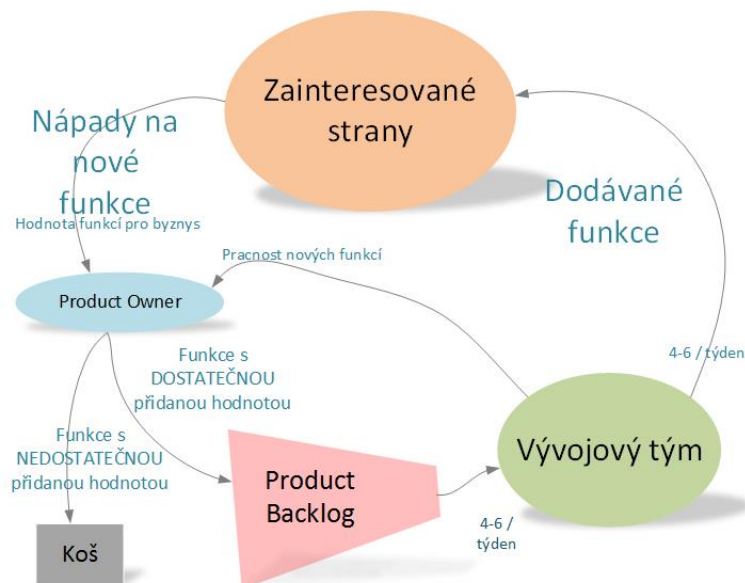 Zainteresované
strany
Nápady na
nové
funkce
Hodnota funkcí pro byznys
Dodávané
funkce
Pracnost nových funkcí
Product Owner
4-6 / týden
Funkce s
DOSTATEČNOU
přidanou hodnotou
Funkce s
NEDOSTATEČNOU
přidanou hodnotou
Vývojový tým
Product
Backlog
4-6 /
týden
Koš